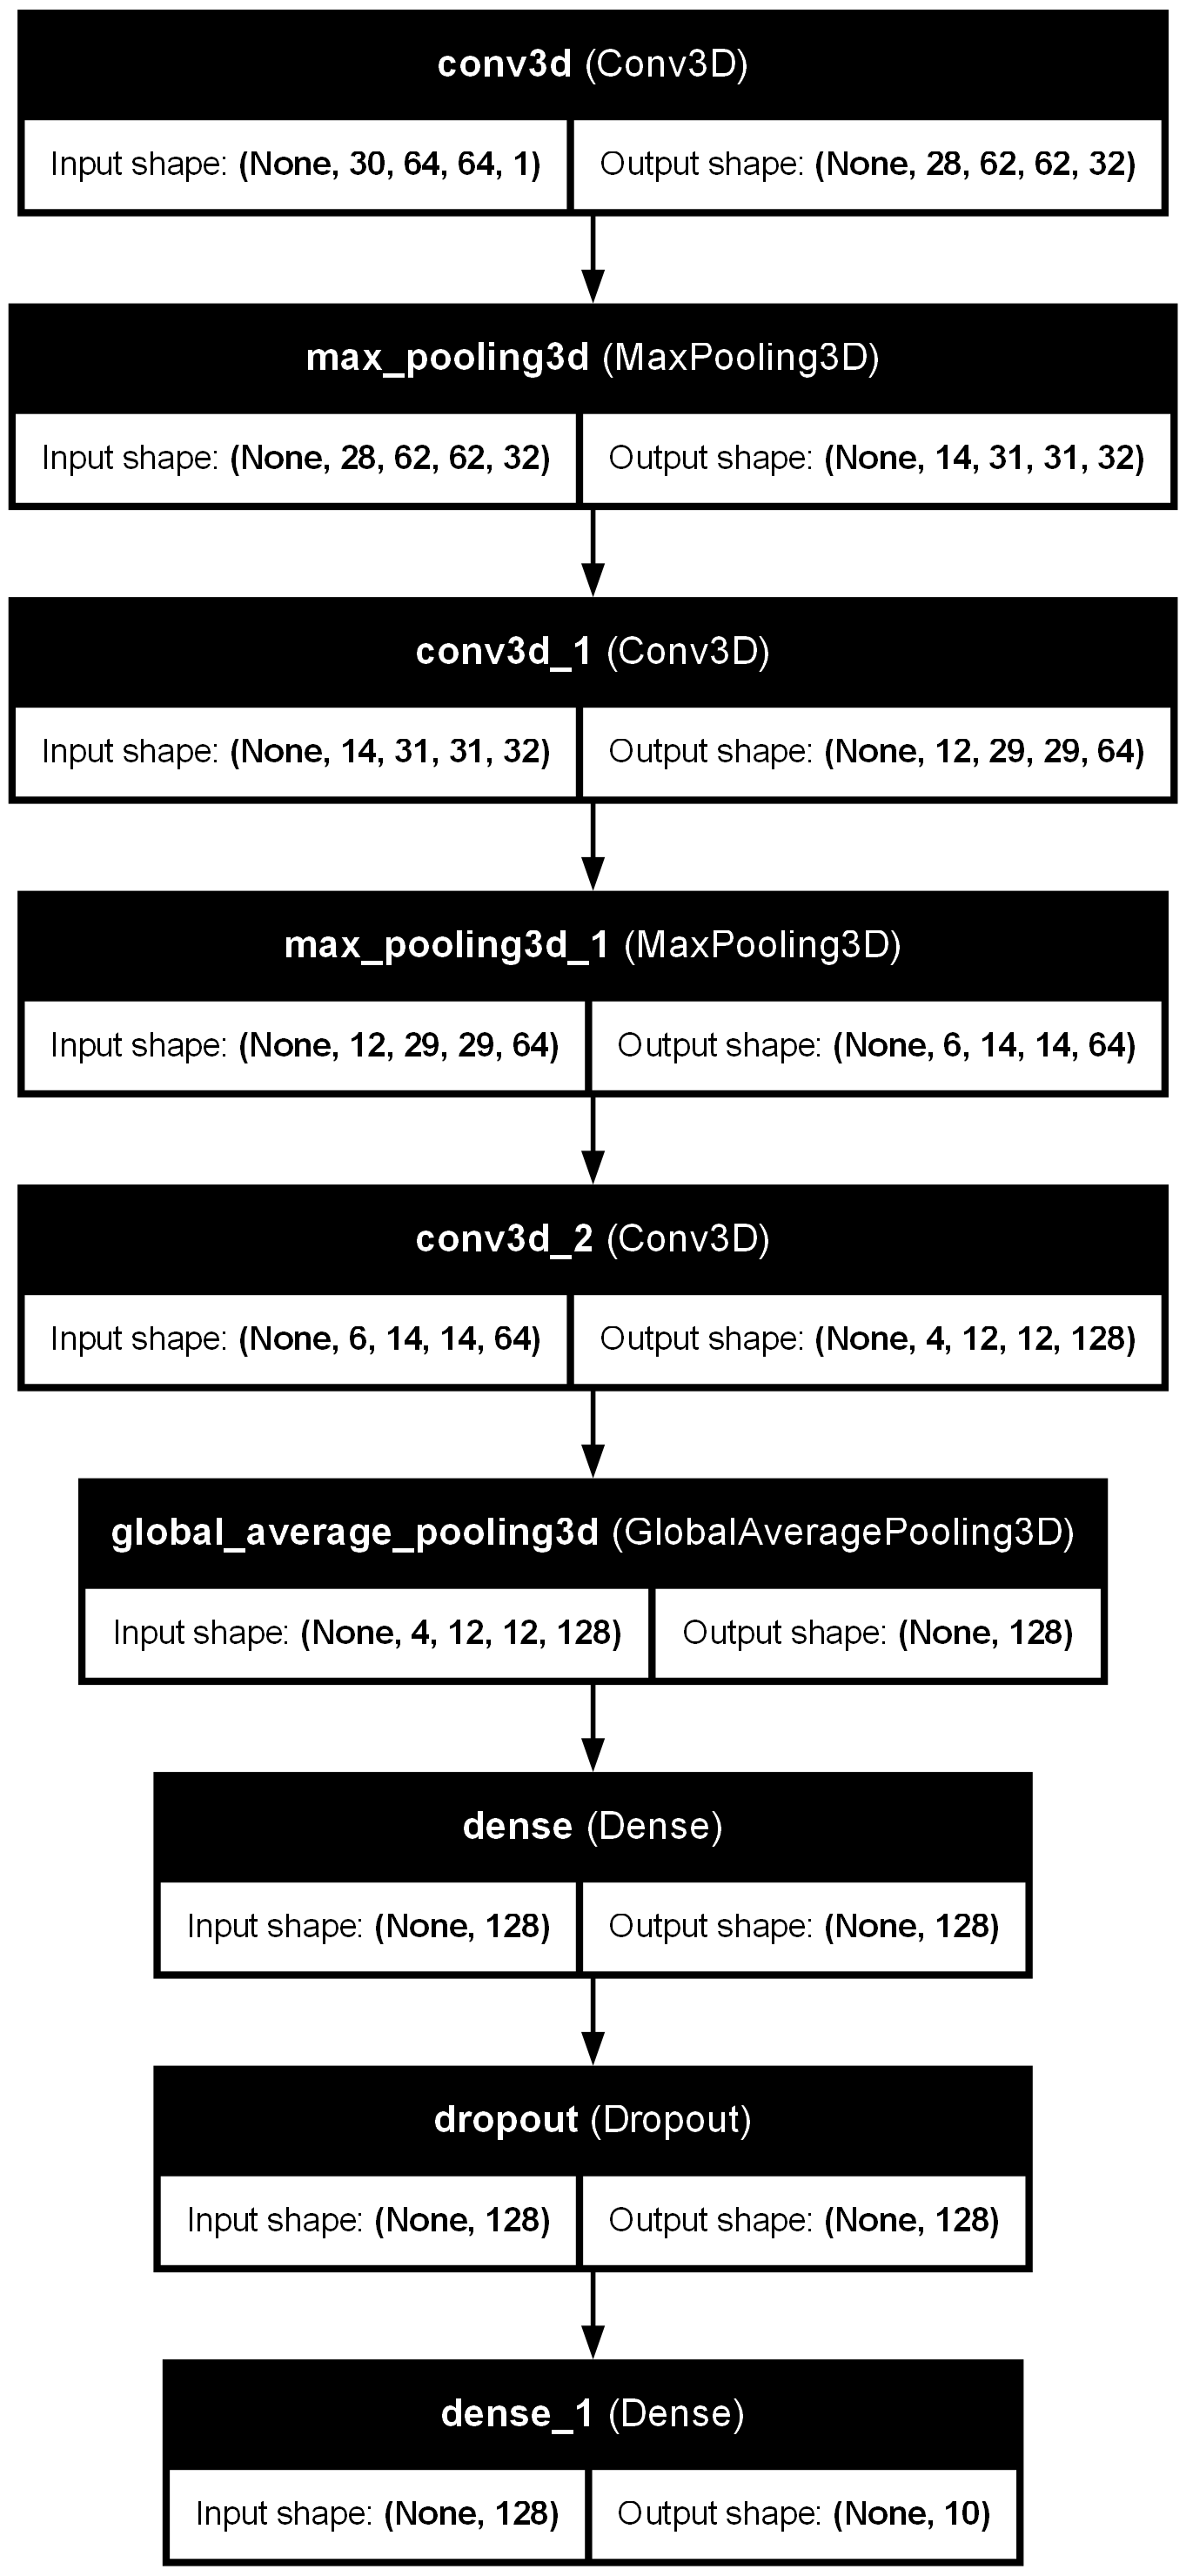 conv3d (Conv3D)
Input shape: (None, 30, 64, 64, 1) Output shape: (None, 28, 62, 62, 32)
max_pooling3d (MaxPooling3D)
Input shape: (None, 28, 62, 62, 32) Output shape: (None, 14, 31, 31, 32)
conv3d_1 (Conv3D)
Input shape: (None, 14, 31, 31, 32) Output shape: (None, 12, 29, 29, 64)
max_pooling3d_1 (MaxPooling3D)
Input shape: (None, 12, 29, 29, 64) Output shape: (None, 6, 14, 14, 64)
conv3d_2 (Conv3D)
Input shape: (None, 6, 14, 14, 64) Output shape: (None, 4, 12, 12, 128)
global_average_pooling3d (GlobalAveragePooling3D)
Input shape: (None, 4, 12, 12, 128) Output shape: (None, 128)
dense (Dense)
Input shape: (None, 128) Output shape: (None, 128)
dropout (Dropout)
Input shape: (None, 128) Output shape: (None, 128)
dense_1 (Dense)
Input shape: (None, 128) Output shape: (None, 10)